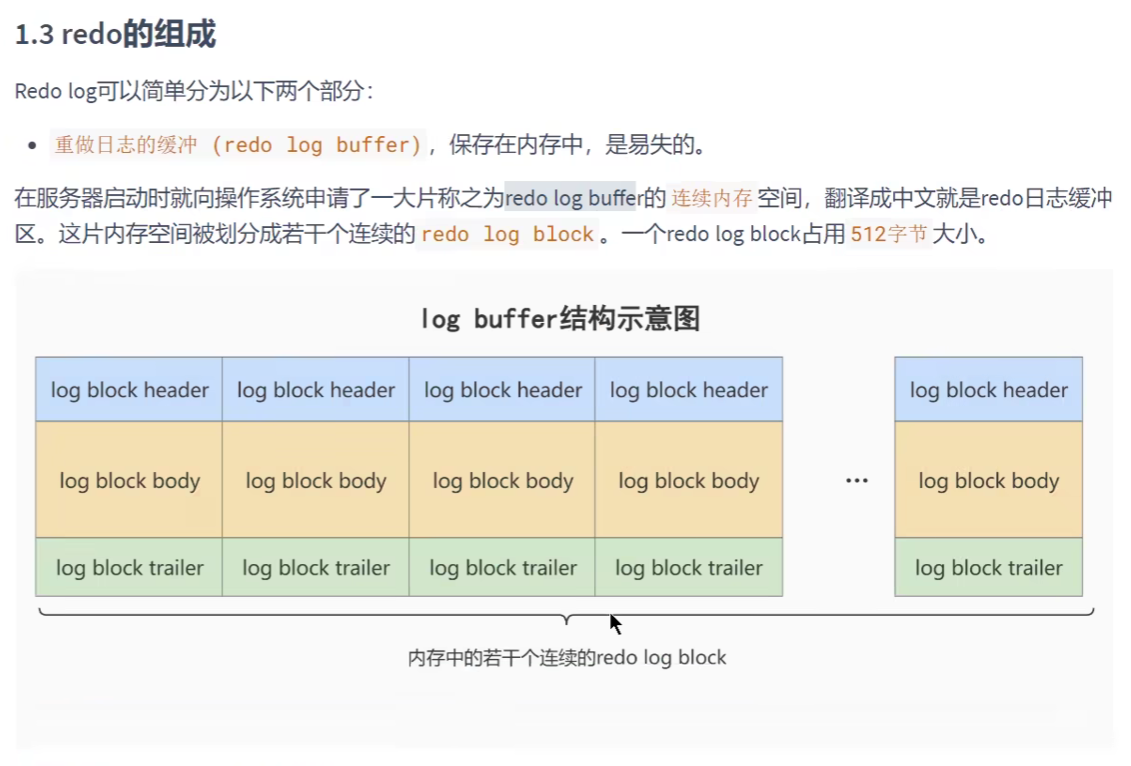 1.3 redo的组成
Redo log可以简单分为以下两个部分：
• 重做日志的缓冲 (redo log buffer) ，保存在内存中，是易失的。
在服务器启动时就向操作系统申请了一大片称之为redo log buffer的 连续内存 空间，翻译成中文就是redo日志缓冲
区。这片内存空间被划分成若干个连续的 redo log block 。一个redo log block占用 512字节 大小。
log buffer结构示意图
log block header log block header log block header log block header log block header
log block body log block body log block body log block body ... log block body
log block trailer log block trailer log block trailer log block trailer log block trailer
内存中的若干个连续的redo log block